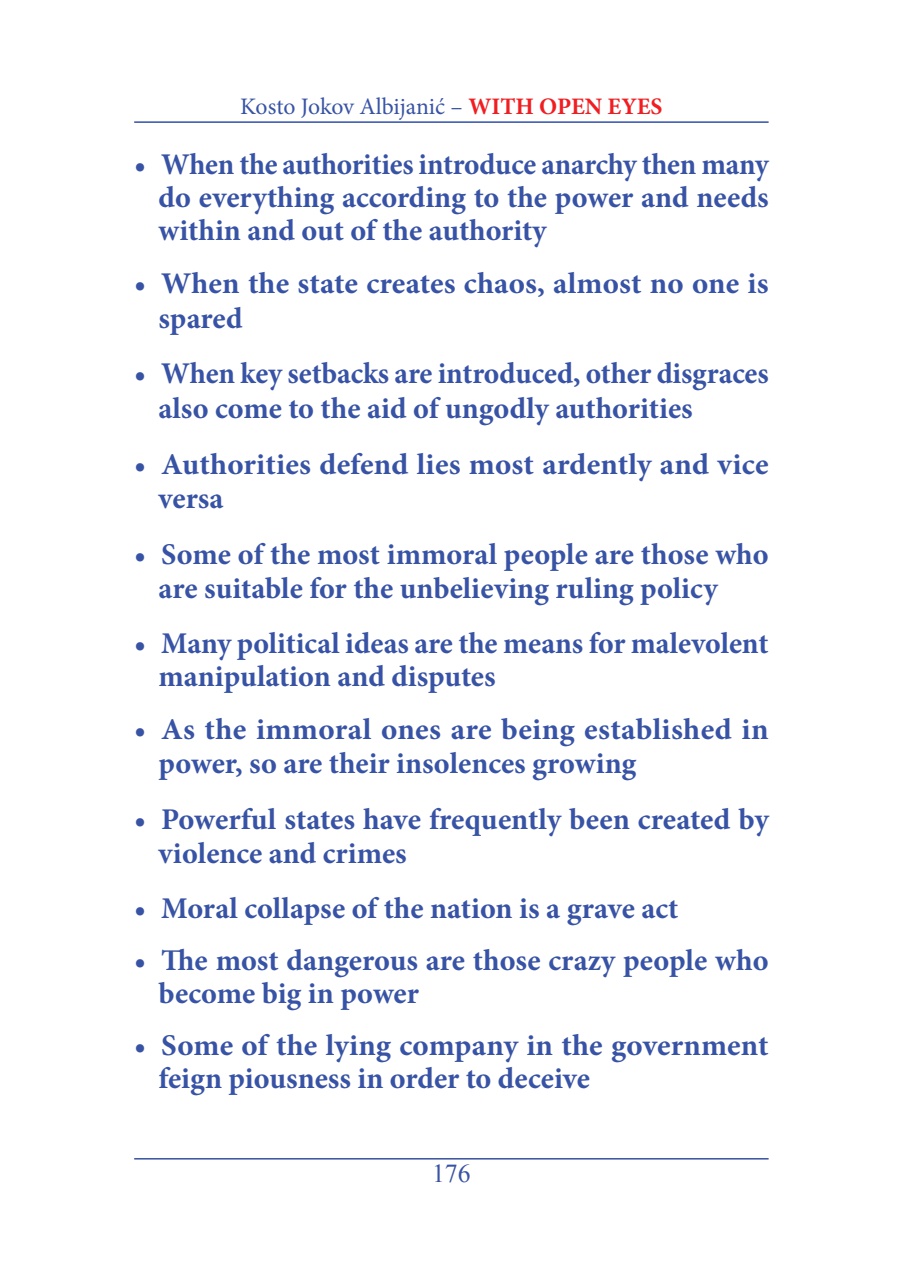 Kosto Jokov Albijanić – WITH OPEN EYES
• When the authorities introduce anarchy then many
do everything according to the power and needs
within and out of the authority
• When the state creates chaos, almost no one is
spared
• When key setbacks are introduced, other disgraces
also come to the aid of ungodly authorities
• Authorities defend lies most ardently and vice
versa
• Some of the most immoral people are those who
are suitable for the unbelieving ruling policy
• Many political ideas are the means for malevolent
manipulation and disputes
• As the immoral ones are being established in
power, so are their insolences growing
• Powerful states have frequently been created by
violence and crimes
• Moral collapse of the nation is a grave act
• The most dangerous are those crazy people who
become big in power
• Some of the lying company in the government
feign piousness in order to deceive
176